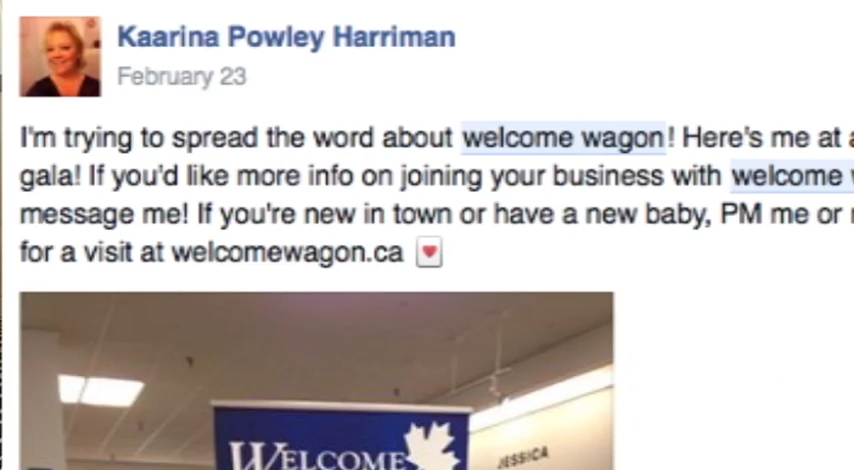 Kaarina Powley Harriman
February 23
I'm trying to spread the word about welcome wagon! Here's me at a
gala! If you'd like more info on joining your business with welcome
message me! If you're new in town or have a new baby, PM me or
for a visit at welcomewagon.ca
WELCOME
JESSICA